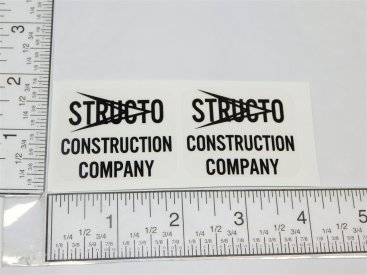 STRUCTO
CONSTRUCTION
COMPANY
STRUCTO
CONSTRUCTION
COMPANY
1 2 3 4 5
1 2 3